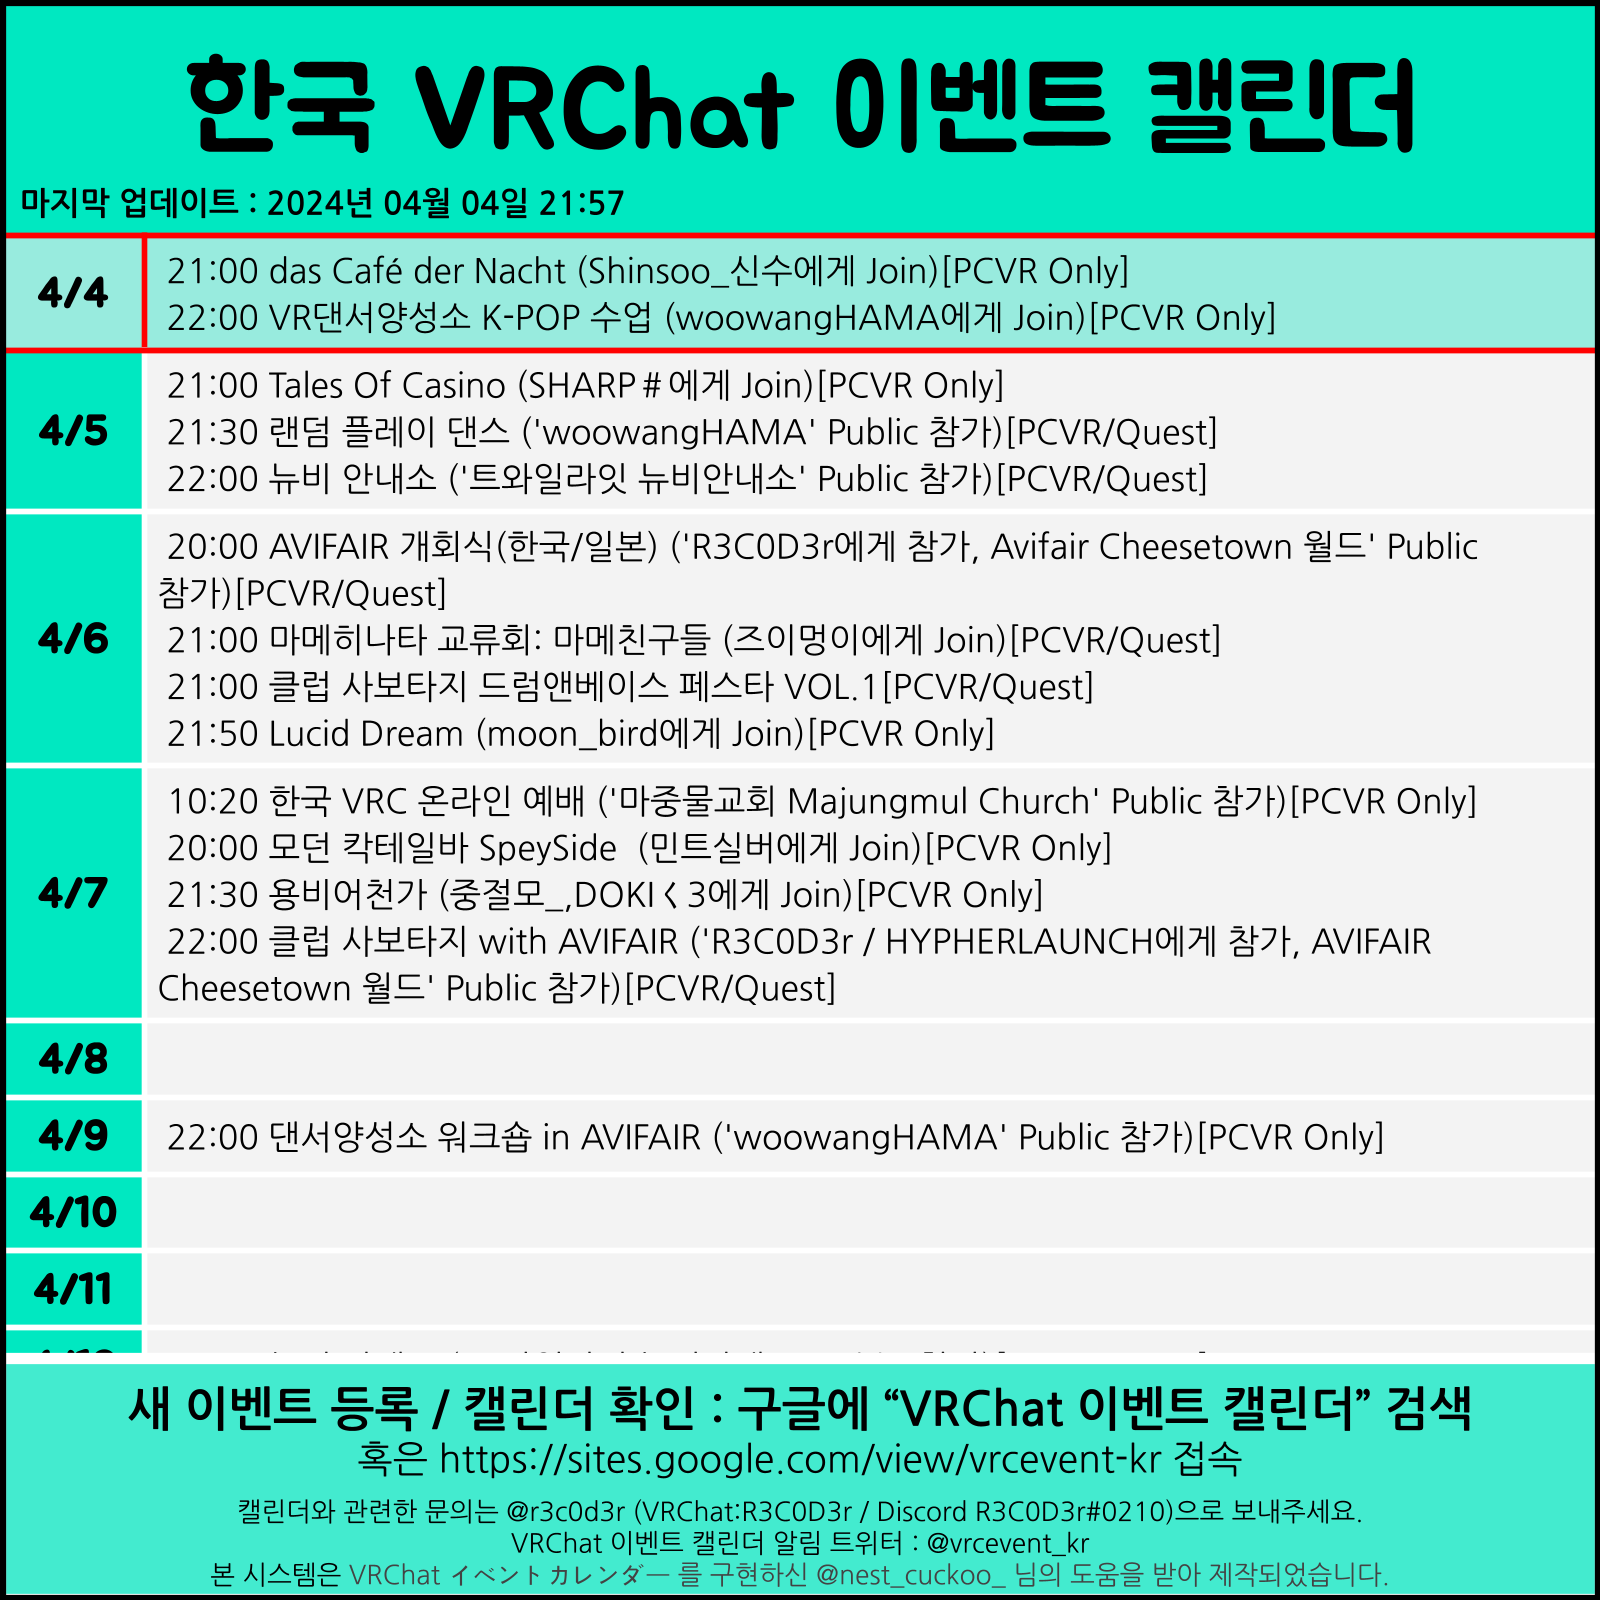 한국 VRChat 이벤트 캘린더
마지막 업데이트 : 2024년 04월 04일 21:57
4/4
21:00 das Café der Nacht (Shinsoo_신수에게 Join)[PCVR Only]
22:00 VR댄서양성소 K-POP 수업 (woowangHAMA에게 Join)[PCVR Only]
4/5
21:00 Tales Of Casino (SHARP＃에게 Join)[PCVR Only]
21:30 랜덤 플레이 댄스 ('woowangHAMA' Public 참가)[PCVR/Quest]
22:00 뉴비 안내소 ('트와일라잇 뉴비안내소' Public 참가)[PCVR/Quest]
4/6
20:00 AVIFAIR 개회식(한국/일본) ('R3C0D3r에게 참가, Avifair Cheesetown 월드' Public
참가)[PCVR/Quest]
21:00 마메히나타 교류회: 마메친구들 (즈이멍이에게 Join)[PCVR/Quest]
21:00 클럽 사보타지 드럼앤베이스 페스타 VOL.1[PCVR/Quest]
21:50 Lucid Dream (moon_bird에게 Join)[PCVR Only]
4/7
10:20 한국 VRC 온라인 예배 ('마중물교회 Majungmul Church' Public 참가)[PCVR Only]
20:00 모던 칵테일바 SpeySide  (민트실버에게 Join)[PCVR Only]
21:30 용비어천가 (중절모_,DOKIく3에게 Join)[PCVR Only]
22:00 클럽 사보타지 with AVIFAIR ('R3C0D3r / HYPHERLAUNCH에게 참가, AVIFAIR
Cheesetown 월드' Public 참가)[PCVR/Quest]
4/8
4/9
22:00 댄서양성소 워크숍 in AVIFAIR ('woowangHAMA' Public 참가)[PCVR Only]
4/10
4/11
새 이벤트 등록 / 캘린더 확인 : 구글에 “VRChat 이벤트 캘린더” 검색
혹은 https://sites.google.com/view/vrcevent-kr 접속
캘린더와 관련한 문의는 @r3c0d3r (VRChat:R3C0D3r / Discord R3C0D3r#0210)으로 보내주세요.
VRChat 이벤트 캘린더 알림 트위터 : @vrcevent_kr
본 시스템은 VRChat イベントカレンダー 를 구현하신 @nest_cuckoo_ 님의 도움을 받아 제작되었습니다.